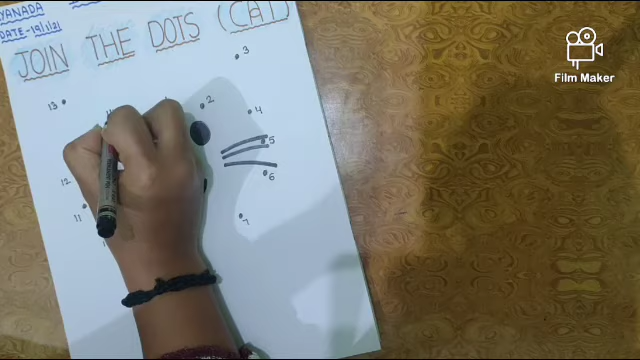 YANADA
DATE-19/1/21
JOIN THE DOTS (CAT)
3
13
2
4
5
12
6
11
7
Film Maker